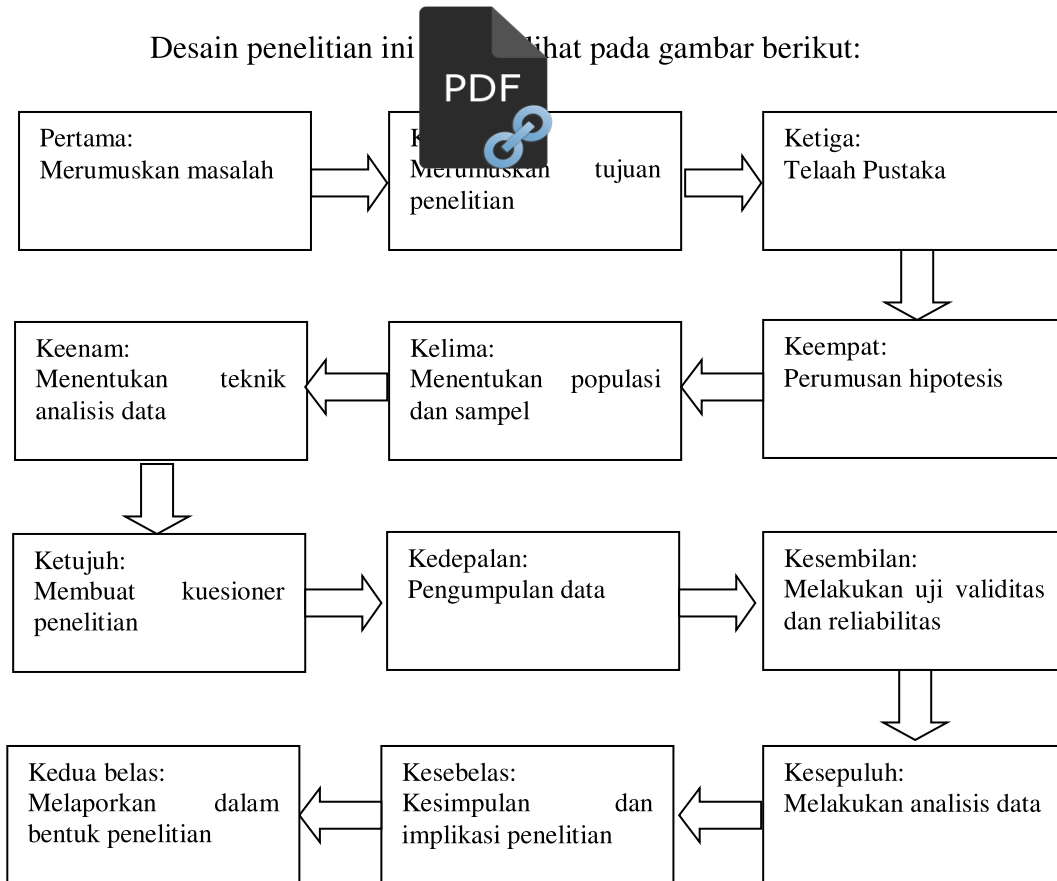 Desain penelitian ini lihat pada gambar berikut:
PDF
Pertama:
Merumuskan masalah
Merumuskan tujuan
penelitian
Ketiga:
Telaah Pustaka
Keenam:
Menentukan teknik
analisis data
Kelima:
Menentukan populasi
dan sampel
Keempat:
Perumusan hipotesis
Ketujuh:
Membuat kuesioner
penelitian
Kedepalan:
Pengumpulan data
Kesembilan:
Melakukan uji validitas
dan reliabilitas
Kedua belas:
Melaporkan dalam
bentuk penelitian
Kesebelas:
Kesimpulan dan
implikasi penelitian
Kesepuluh:
Melakukan analisis data